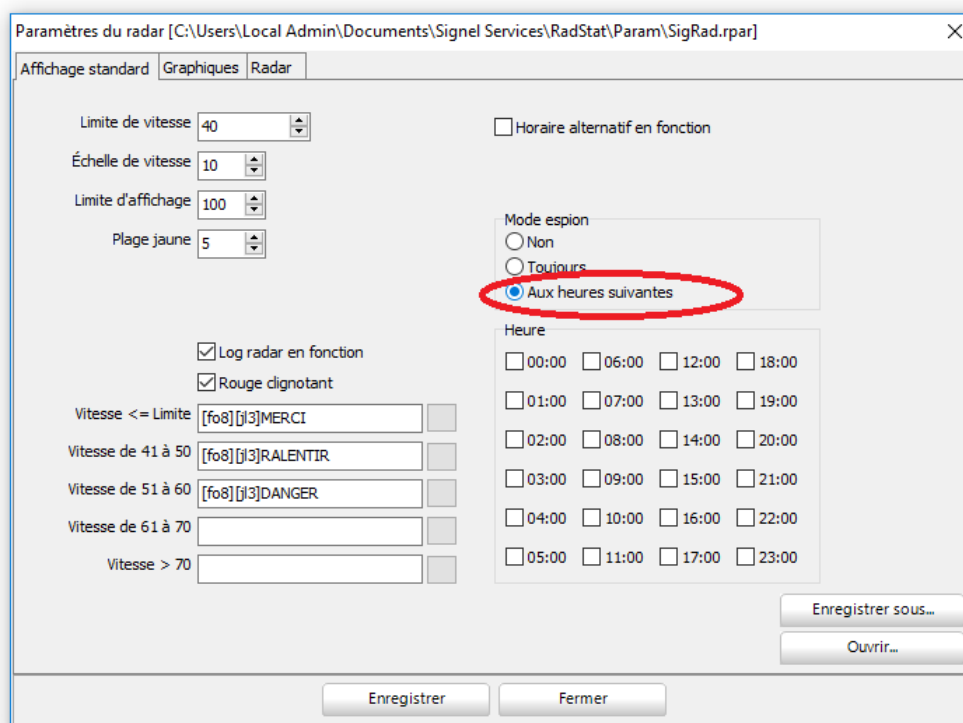 Paramètres du radar [C:\Users\Local Admin\Documents\Signel Services\RadStat\Param\SigRad.rpar]
Affichage standard Graphiques Radar
Limite de vitesse 40
Échelle de vitesse 10
Limite d'affichage 100
Plage jaune 5
Horaire alternatif en fonction
Mode espion
Non
Toujours
Aux heures suivantes
Log radar en fonction
Rouge clignotant
Vitesse <= Limite [fo8][jl3]MERCI
Vitesse de 41 à 50 [fo8][jl3]RALENTIR
Vitesse de 51 à 60 [fo8][jl3]DANGER
Vitesse de 61 à 70
Vitesse > 70
Heure
00:00 06:00 12:00 18:00
01:00 07:00 13:00 19:00
02:00 08:00 14:00 20:00
03:00 09:00 15:00 21:00
04:00 10:00 16:00 22:00
05:00 11:00 17:00 23:00
Enregistrer sous...
Ouvrir...
Enregistrer Fermer